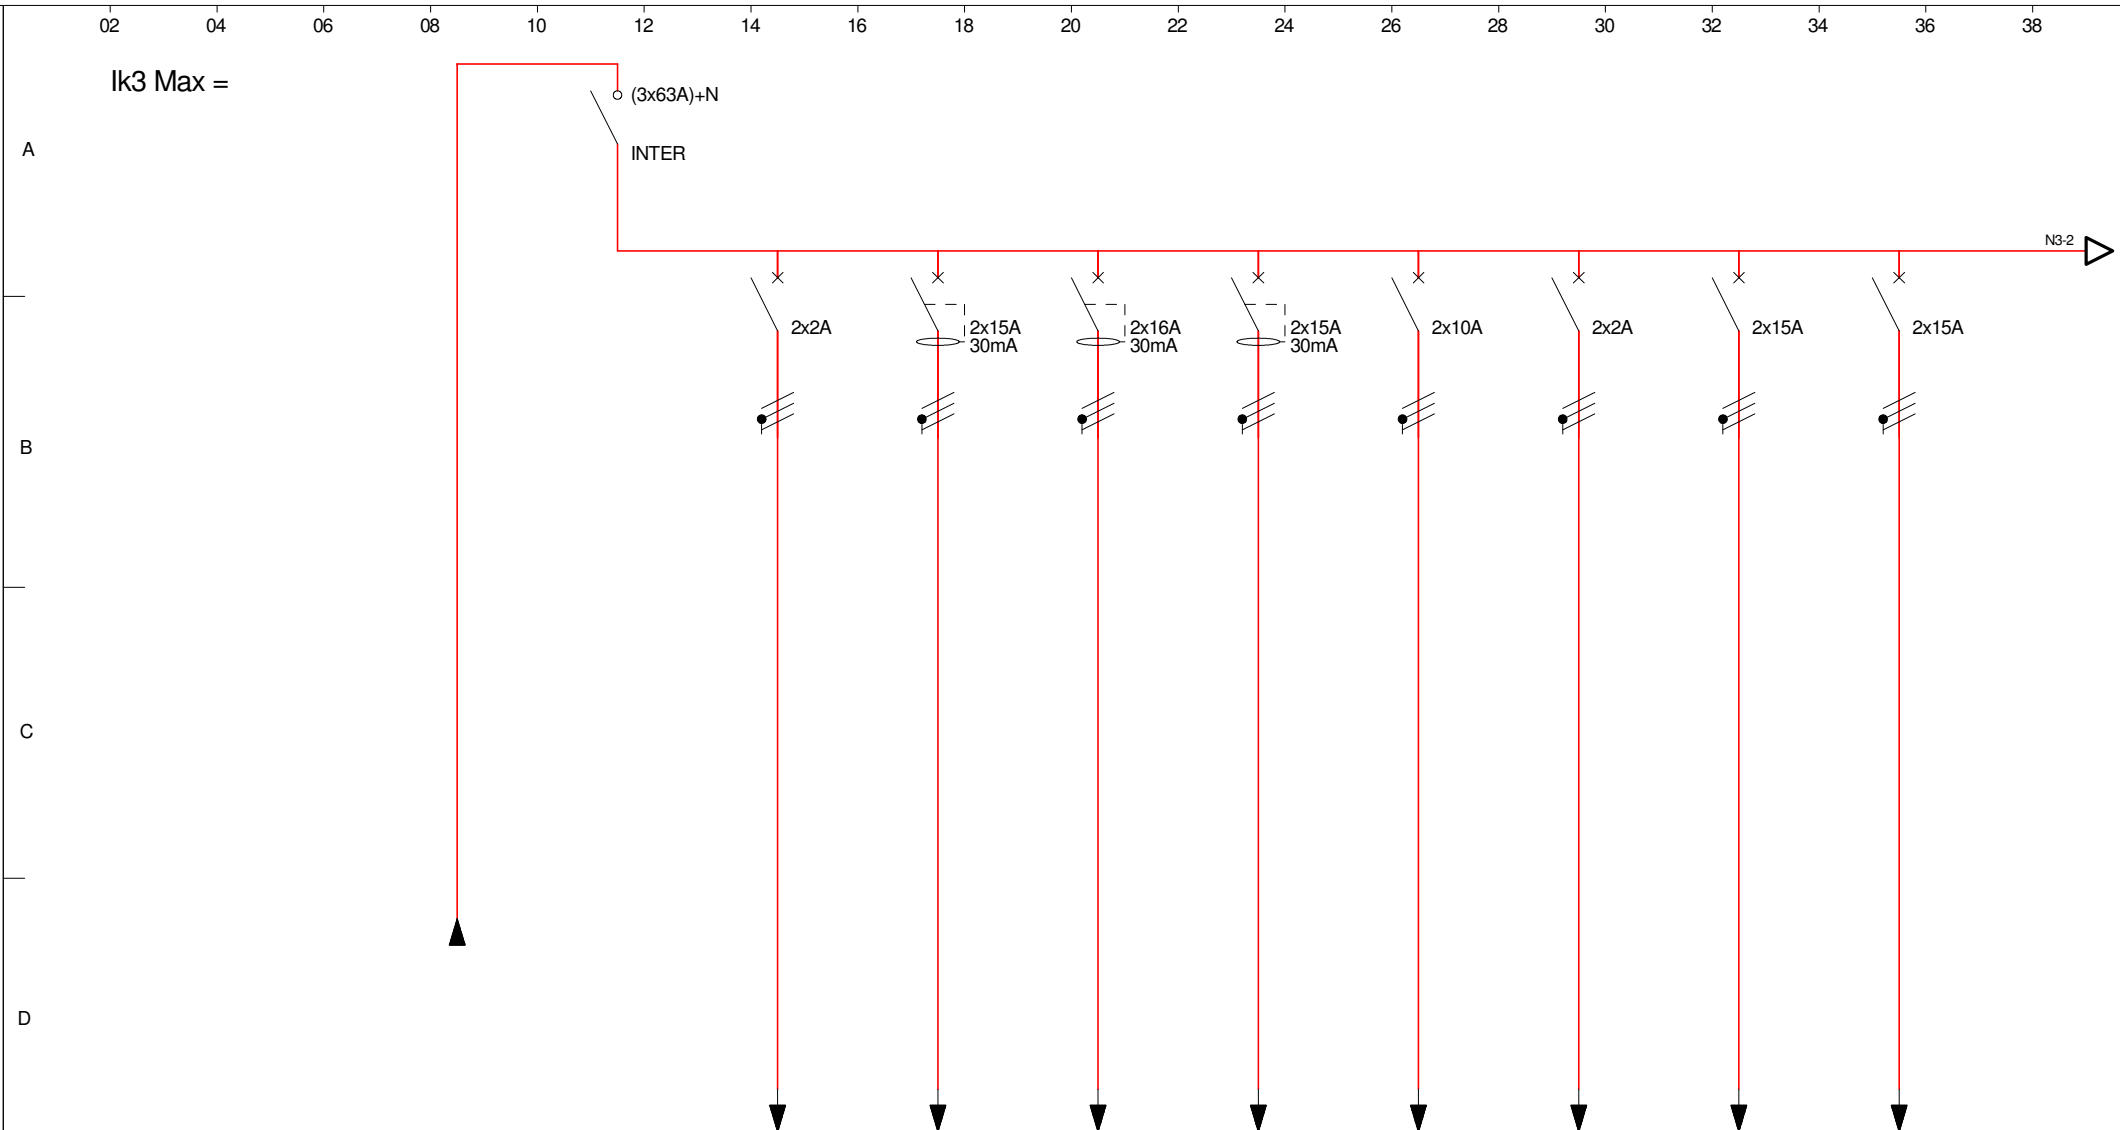 02 04 06 08 10 12 14 16 18 20 22 24 26 28 30 32 34 36 38
Ik3 Max =
(3x63A)+N
A
INTER
N3-2
2x2A 2x15A 2x16A 2x15A 2x10A 2x2A 2x15A 2x15A
30mA 30mA 30mA
B
C
D